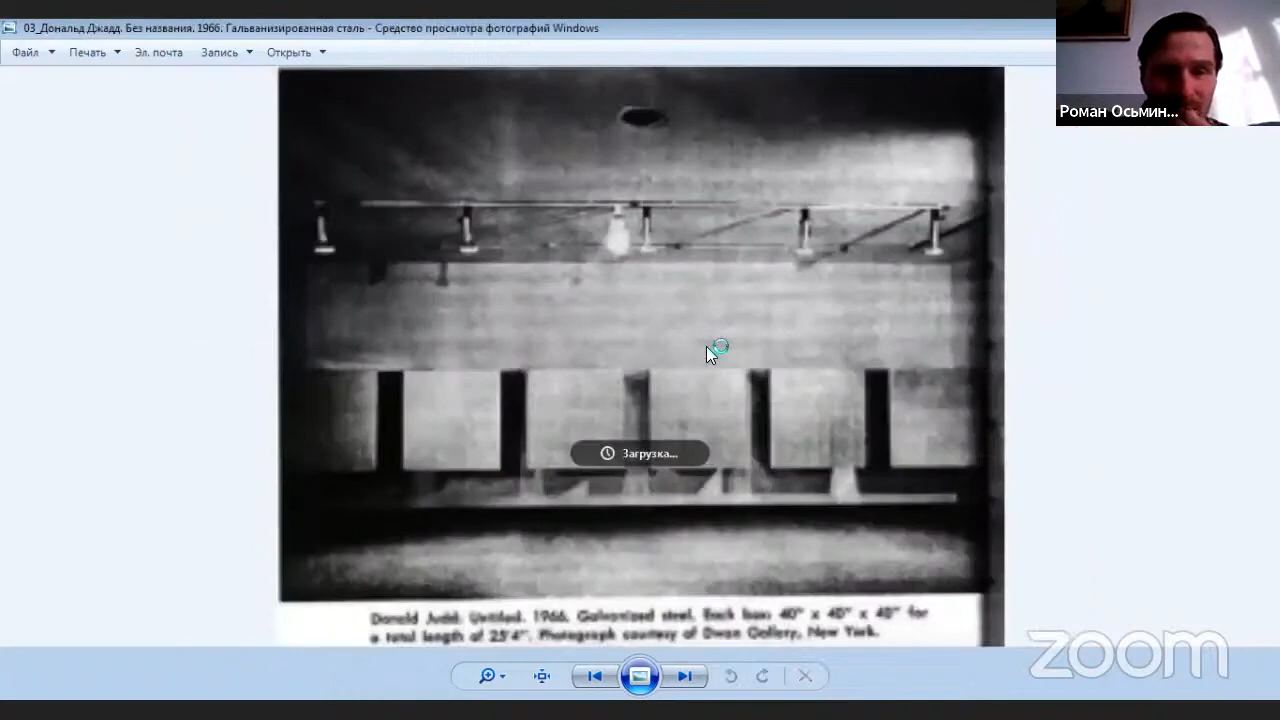 03_Дональд Джадд. Без названия. 1966. Гальванизированная сталь - Средство просмотра фотографий Windows
Файл Печать Эл. почта Запись Открыть
Роман Осьмин...
Загрузка...
Donald Judd. Untitled. 1966. Galvanized steel. Each box: 40" x 40" x 40" for
a total length of 25'4". Photograph courtesy of Dwan Gallery, New York.
zoom